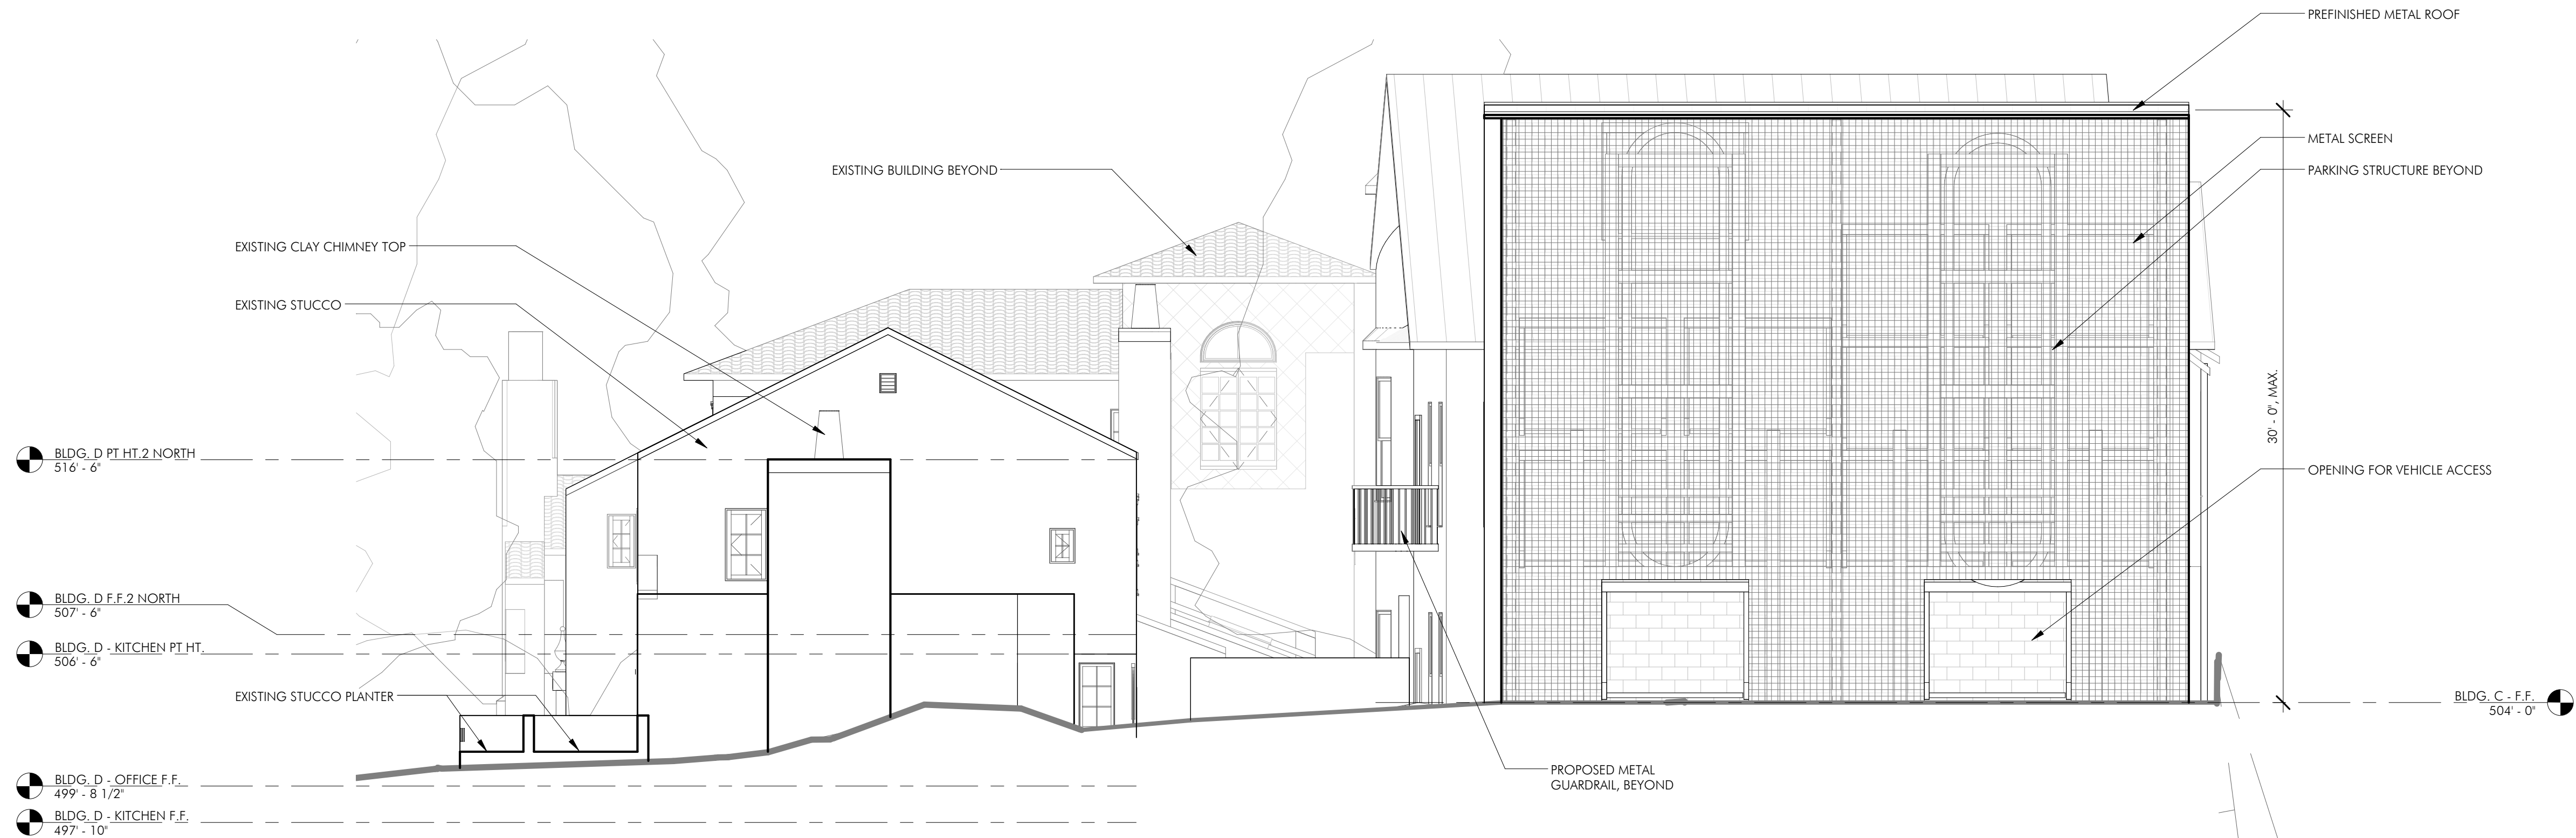 PREFINISHED METAL ROOF
METAL SCREEN
EXISTING BUILDING BEYOND
PARKING STRUCTURE BEYOND
EXISTING CLAY CHIMNEY TOP
EXISTING STUCCO
30' - 0", MAX.
BLDG. D PT HT.2 NORTH
516' - 6"
OPENING FOR VEHICLE ACCESS
BLDG. D F.F.2 NORTH
507' - 6"
BLDG. D - KITCHEN PT HT.
506' - 6"
EXISTING STUCCO PLANTER
BLDG. C - F.F.
504' - 0"
PROPOSED METAL
GUARDRAIL, BEYOND
BLDG. D - OFFICE F.F.
499' - 8 1/2"
BLDG. D - KITCHEN F.F.
497' - 10"